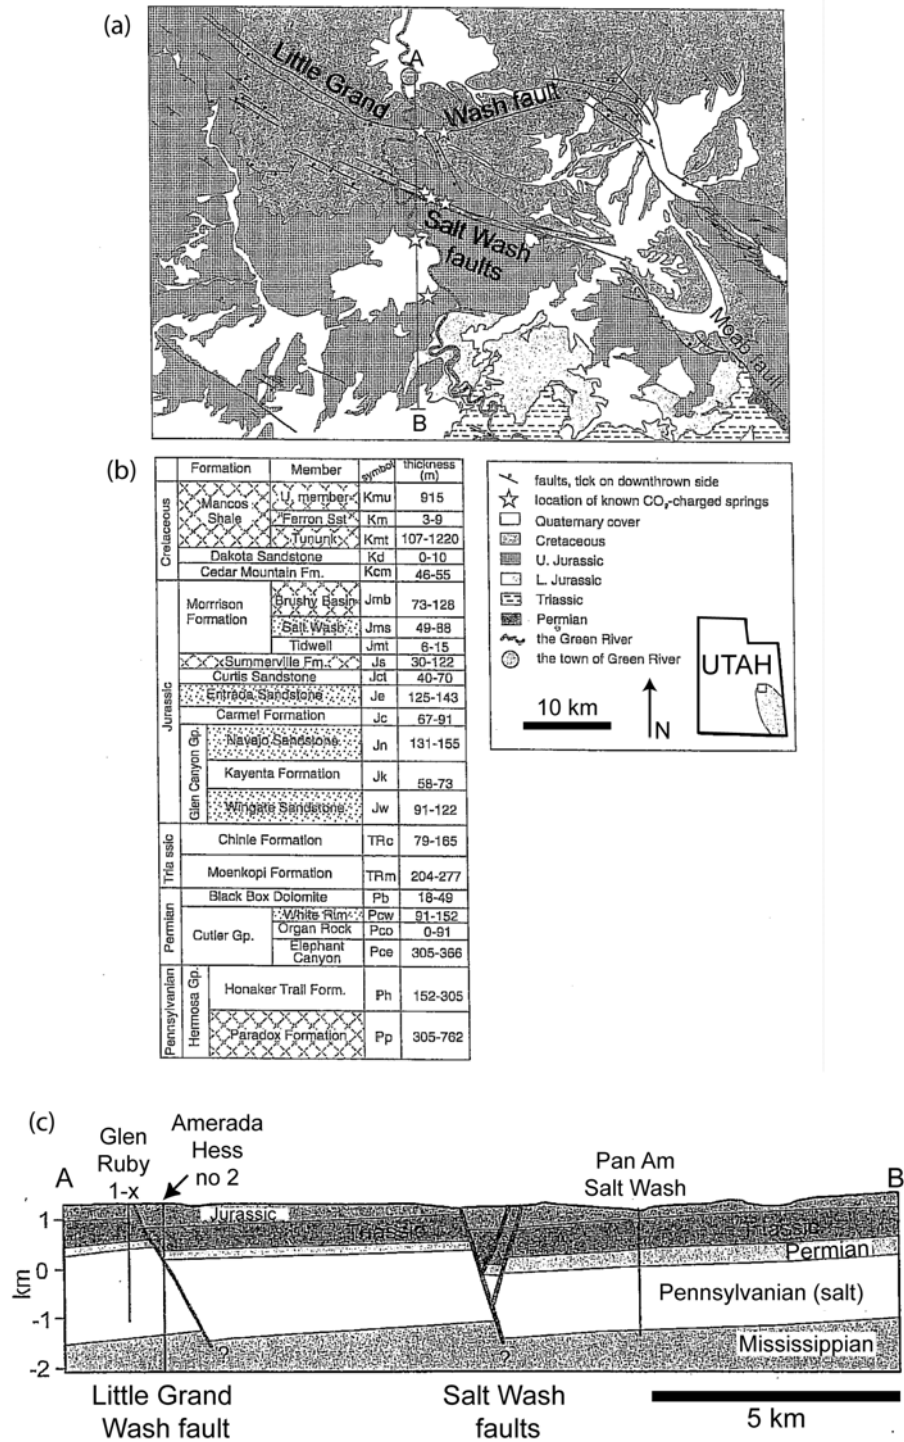 (a)
A
Little Grand
Wash fault
Salt Wash
faults
Moab fault
B
(b)
Formation Member symbol thickness (m)
Cretaceous
Mancos Shale U. member Kmu 915
Ferron Sst Km 3-9
Tununk Kmt 107-1220
Dakota Sandstone Kd 0-10
Cedar Mountain Fm. Kcm 46-55
Jurassic
Morrison Formation Brushy Basin Jmb 73-128
Salt Wash Jms 49-88
Tidwell Jmt 6-15
Summerville Fm. Js 30-122
Curtis Sandstone Jct 40-70
Entrada Sandstone Je 125-143
Carmel Formation Jc 67-91
Glen Canyon Gp.
Navajo Sandstone Jn 131-155
Kayenta Formation Jk 58-73
Wingate Sandstone Jw 91-122
Tria ssic
Chinle Formation TRc 79-165
Moenkopi Formation TRm 204-277
Permian
Black Box Dolomite Pb 18-49
Cutler Gp. White Rim Pcw 91-152
Organ Rock Pco 0-91
Elephant Canyon Pce 305-366
Pennsylvanian
Hermosa Gp.
Honaker Trail Form. Ph 152-305
Paradox Formation Pp 305-762
faults, tick on downthrown side
location of known CO₂-charged springs
Quaternary cover
Cretaceous
U. Jurassic
L. Jurassic
Triassic
Permian
the Green River
the town of Green River
10 km
N
UTAH
(c)
Glen
Ruby
1-x
Amerada
Hess
no 2
Pan Am
Salt Wash
A
B
Jurassic
Triassic
Triassic
Permian
Pennsylvanian (salt)
Mississippian
1
0
-1
-2
km
?
?
Little Grand
Wash fault
Salt Wash
faults
5 km